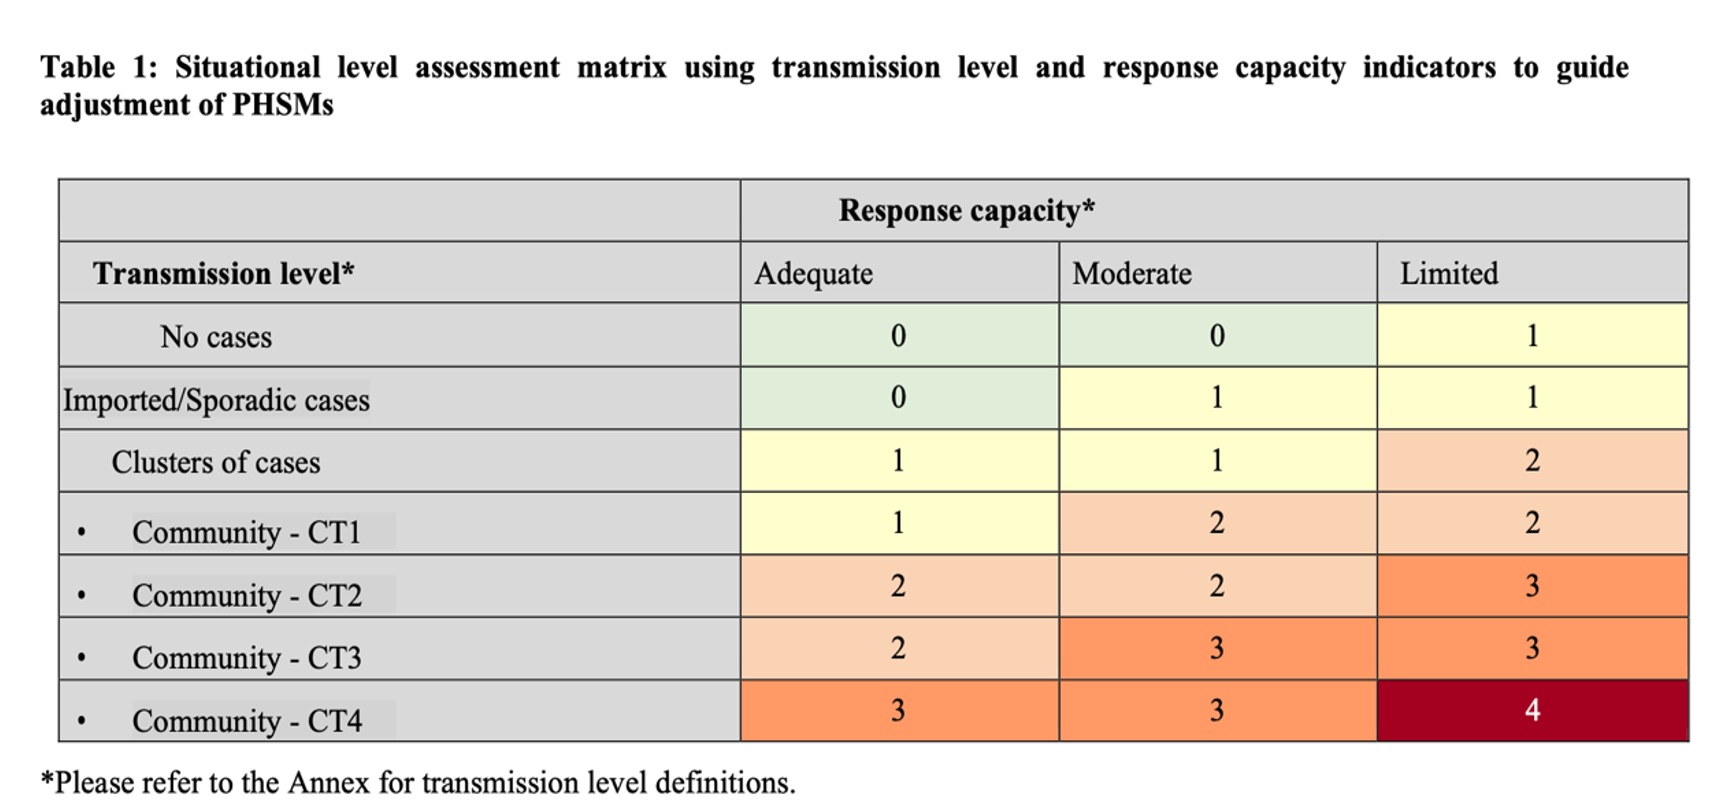 Table 1: Situational level assessment matrix using transmission level and response capacity indicators to guide
adjustment of PHSMs
Response capacity*
Transmission level* Adequate Moderate Limited
No cases 0 0 1
Imported/Sporadic cases 0 1 1
Clusters of cases 1 1 2
• Community - CT1 1 2 2
• Community - CT2 2 2 3
• Community - CT3 2 3 3
• Community - CT4 3 3 4
*Please refer to the Annex for transmission level definitions.